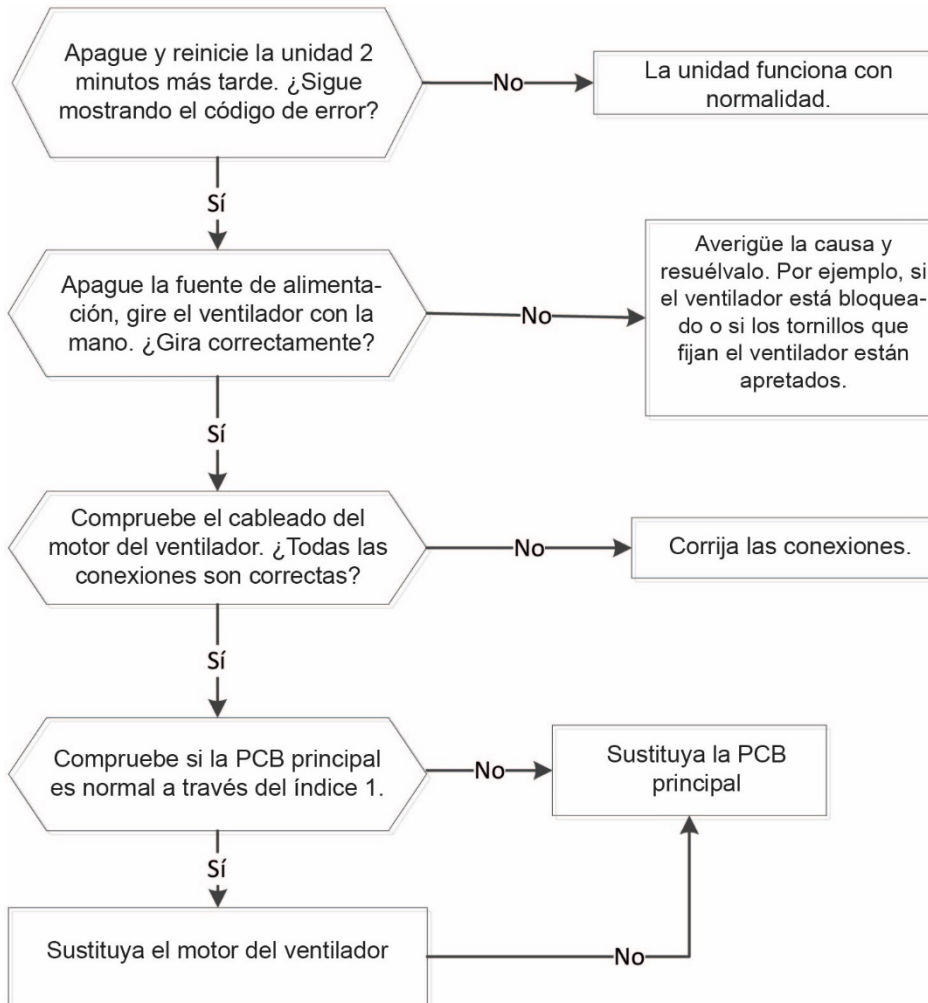 Apague y reinicie la unidad 2
minutos más tarde. ¿Sigue
mostrando el código de error?
No
La unidad funciona con
normalidad.
Sí
Apague la fuente de alimenta-
ción, gire el ventilador con la
mano. ¿Gira correctamente?
No
Averigüe la causa y
resuélvalo. Por ejemplo, si
el ventilador está bloquea-
do o si los tornillos que
fijan el ventilador están
apretados.
Sí
Compruebe el cableado del
motor del ventilador. ¿Todas las
conexiones son correctas?
No
Corrija las conexiones.
Sí
Compruebe si la PCB principal
es normal a través del índice 1.
No
Sustituya la PCB
principal
Sí
Sustituya el motor del ventilador
No